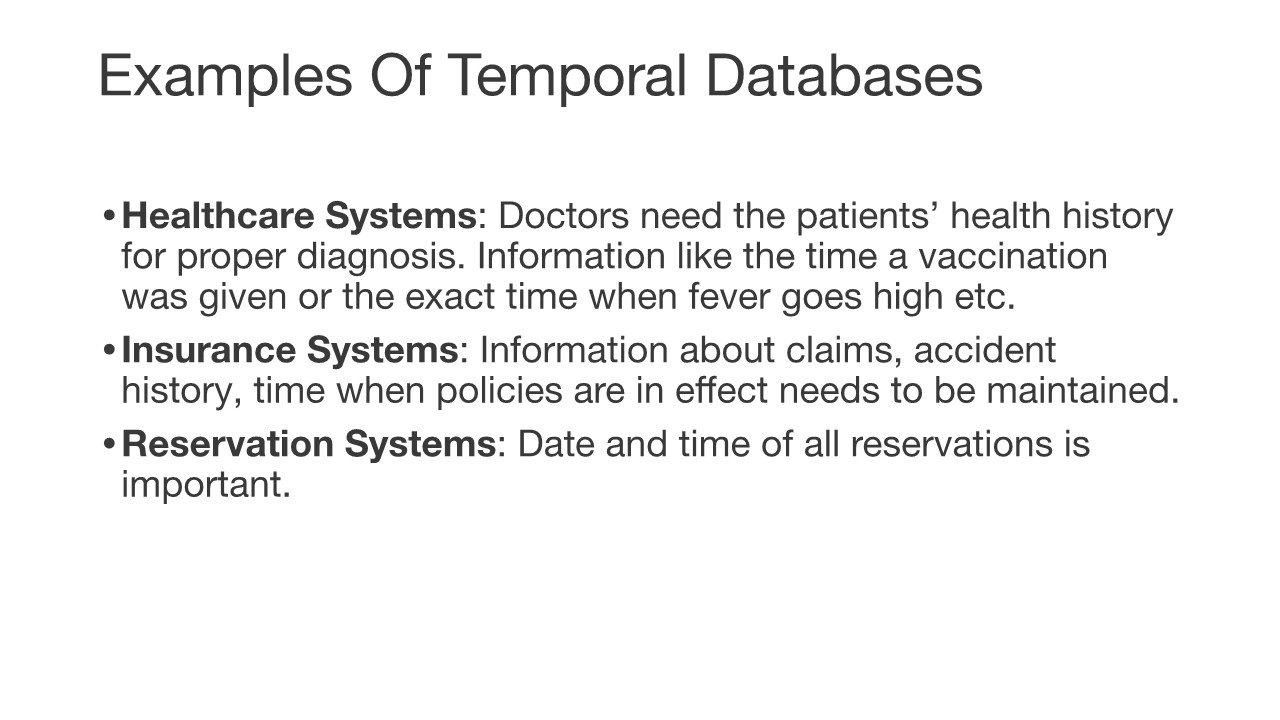 Examples Of Temporal Databases
•Healthcare Systems: Doctors need the patients’ health history
for proper diagnosis. Information like the time a vaccination
was given or the exact time when fever goes high etc.
•Insurance Systems: Information about claims, accident
history, time when policies are in effect needs to be maintained.
•Reservation Systems: Date and time of all reservations is
important.